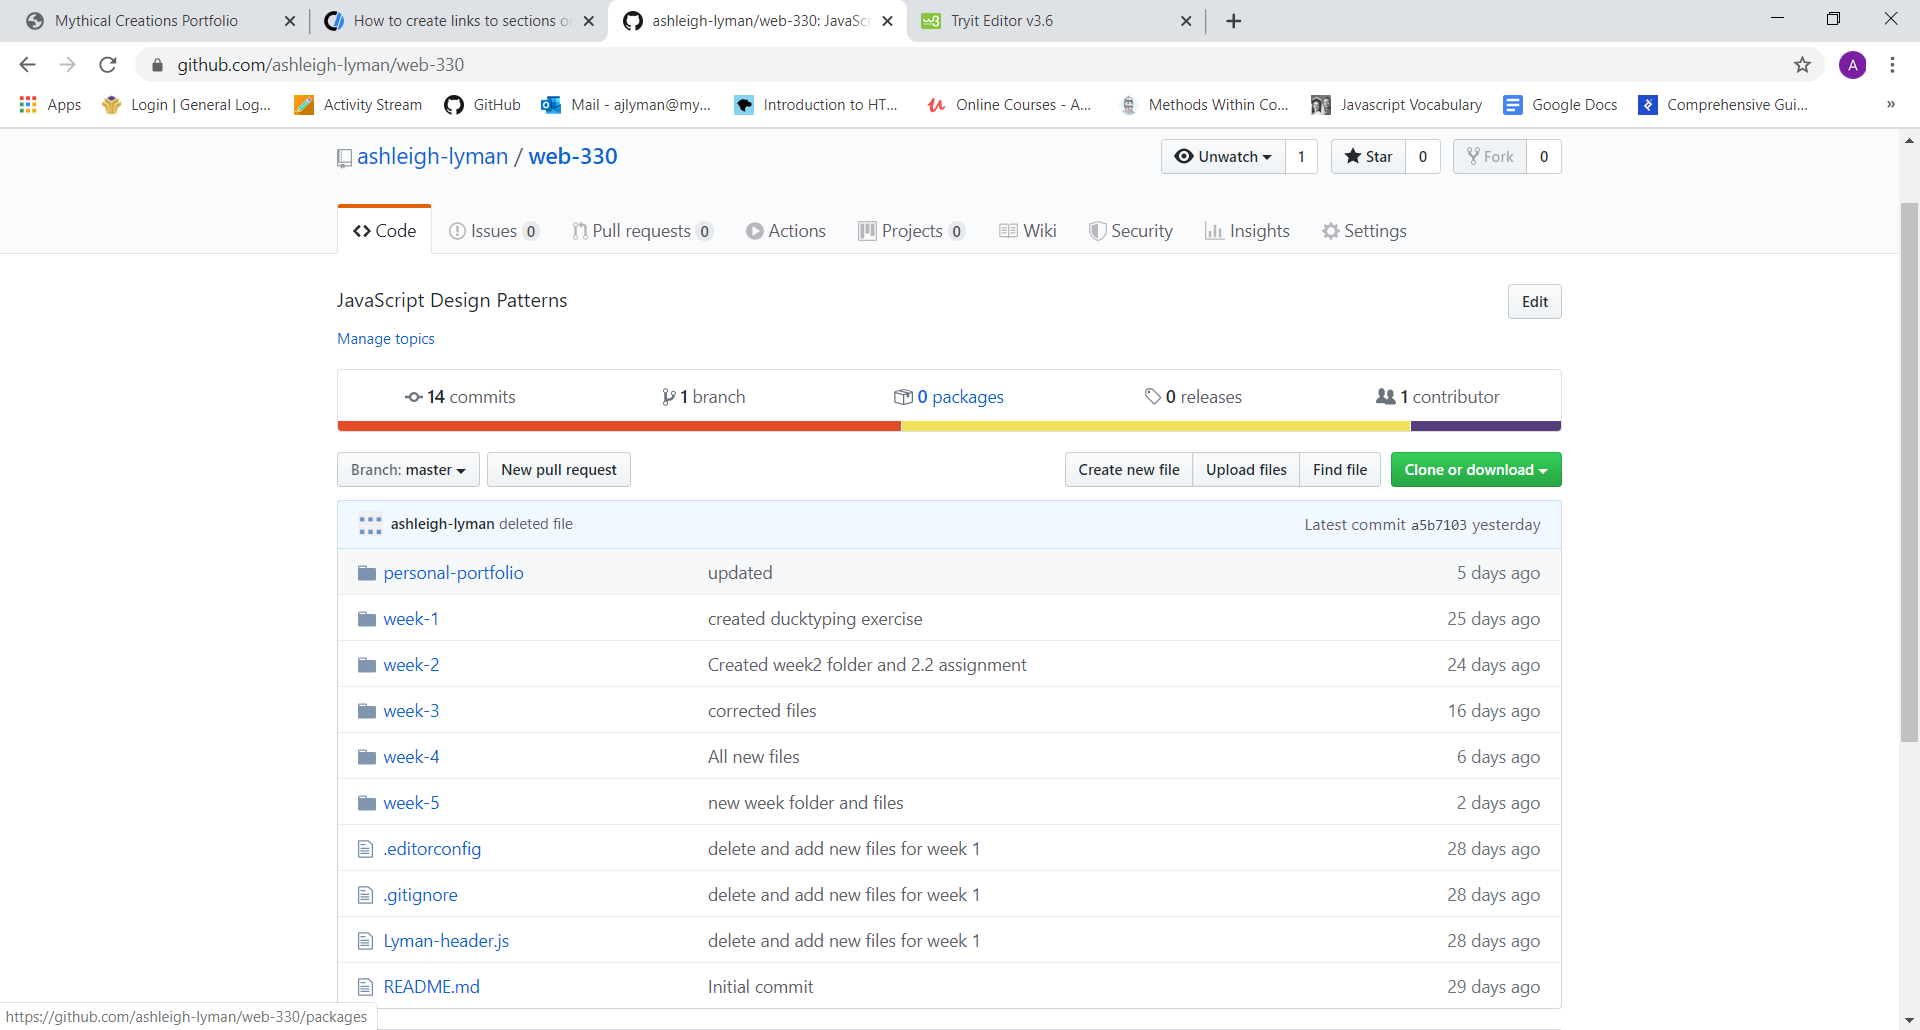 Mythical Creations Portfolio
How to create links to sections o
ashleigh-lyman/web-330: JavaSc
Tryit Editor v3.6
github.com/ashleigh-lyman/web-330
A
Apps
Login | General Log...
Activity Stream
GitHub
Mail - ajlyman@my...
Introduction to HT...
Online Courses - A...
Methods Within Co...
Javascript Vocabulary
Google Docs
Comprehensive Gui...
»
ashleigh-lyman / web-330
Unwatch 1
Star 0
Fork 0
Code
Issues 0
Pull requests 0
Actions
Projects 0
Wiki
Security
Insights
Settings
JavaScript Design Patterns
Edit
Manage topics
14 commits
1 branch
0 packages
0 releases
1 contributor
Branch: master
New pull request
Create new file
Upload files
Find file
Clone or download
ashleigh-lyman deleted file
Latest commit a5b7103 yesterday
personal-portfolio updated 5 days ago
week-1 created ducktyping exercise 25 days ago
week-2 Created week2 folder and 2.2 assignment 24 days ago
week-3 corrected files 16 days ago
week-4 All new files 6 days ago
week-5 new week folder and files 2 days ago
.editorconfig delete and add new files for week 1 28 days ago
.gitignore delete and add new files for week 1 28 days ago
Lyman-header.js delete and add new files for week 1 28 days ago
README.md Initial commit 29 days ago
https://github.com/ashleigh-lyman/web-330/packages